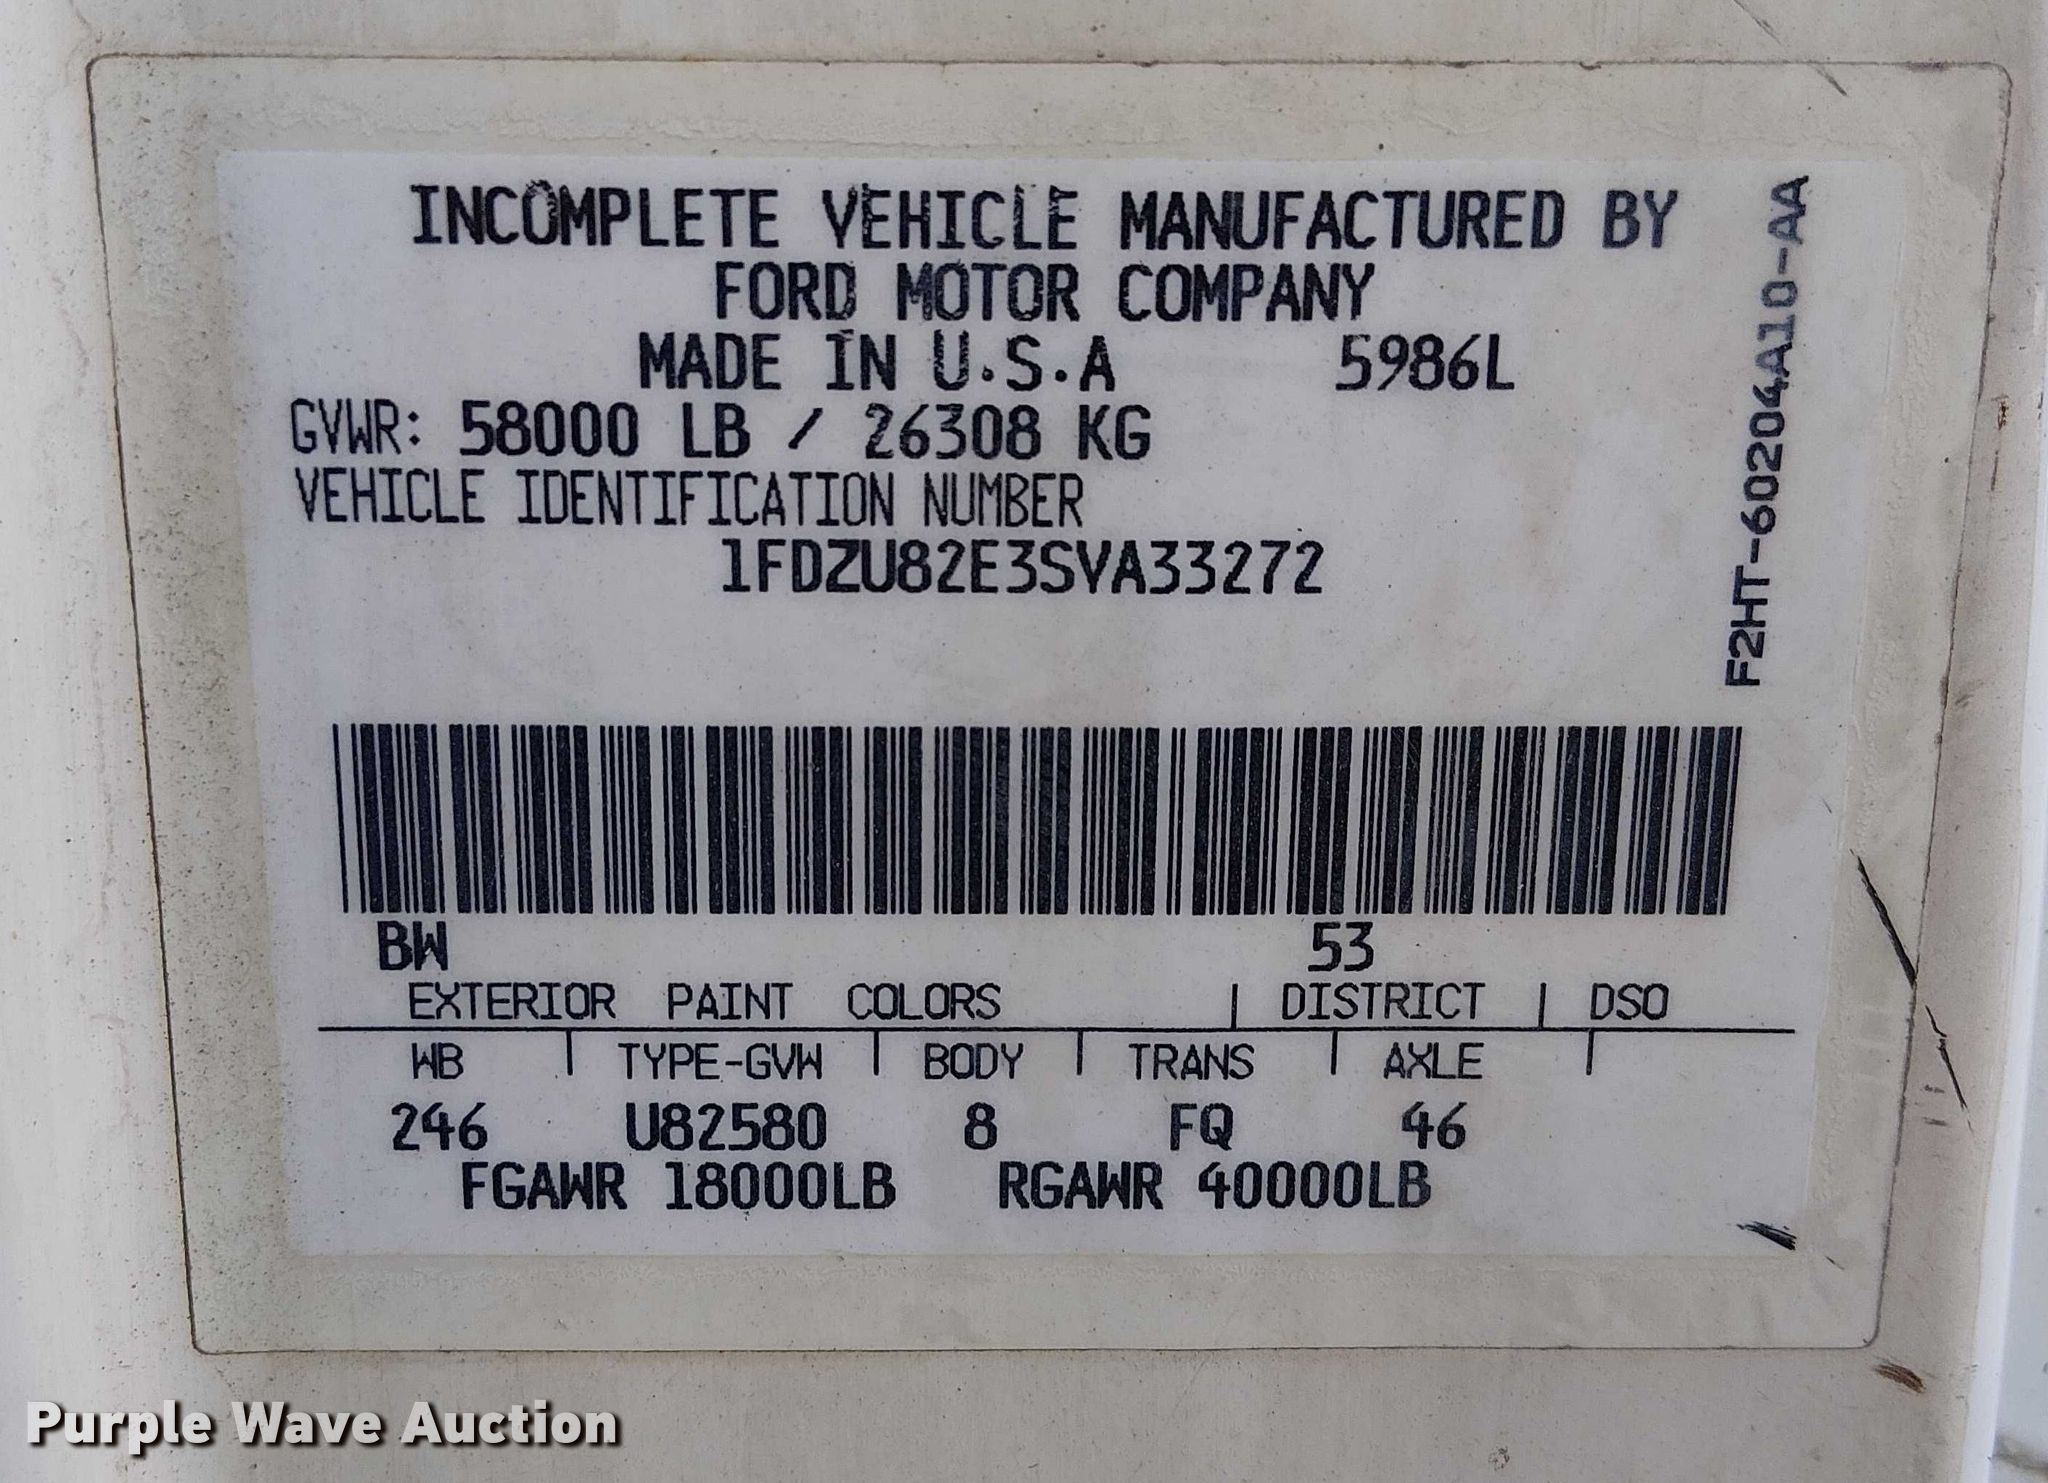 INCOMPLETE VEHICLE MANUFACTURED BY
FORD MOTOR COMPANY
MADE IN U.S.A 5986L
GVWR: 58000 LB / 26308 KG
VEHICLE IDENTIFICATION NUMBER
1FDZU82E3SVA33272
F2HT-60204A10-AA
BW 53
EXTERIOR PAINT COLORS | DISTRICT | DSO
WB | TYPE-GVW | BODY | TRANS | AXLE |
246 U82580 8 FQ 46
FGAWR 18000LB RGAWR 40000LB
Purple Wave Auction